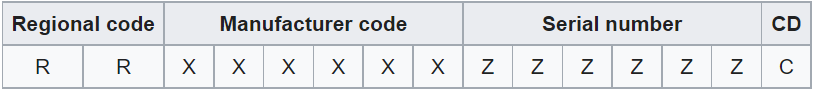 Regional code Manufacturer code Serial number CD
R R X X X X X X Z Z Z Z Z Z C